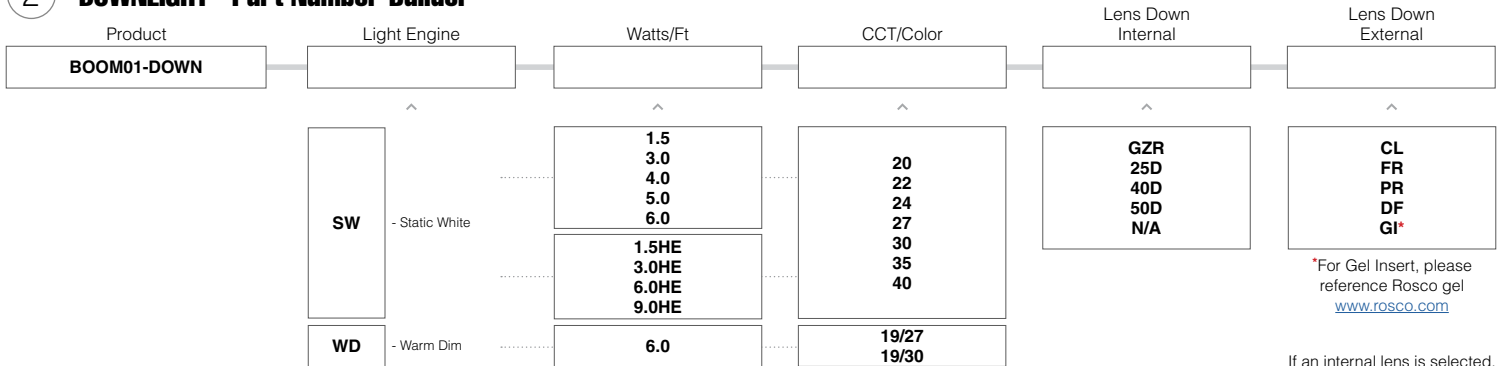 2 DOWNLIGHT - Part Number Builder
Product
Light Engine
Watts/Ft
CCT/Color
Lens Down
Internal
Lens Down
External
BOOM01-DOWN
SW
- Static White
WD
- Warm Dim
1.5
3.0
4.0
5.0
6.0
1.5HE
3.0HE
6.0HE
9.0HE
6.0
20
22
24
27
30
35
40
19/27
19/30
GZR
25D
40D
50D
N/A
CL
FR
PR
DF
GI*
*For Gel Insert, please
reference Rosco gel
www.rosco.com
If an internal lens is selected,